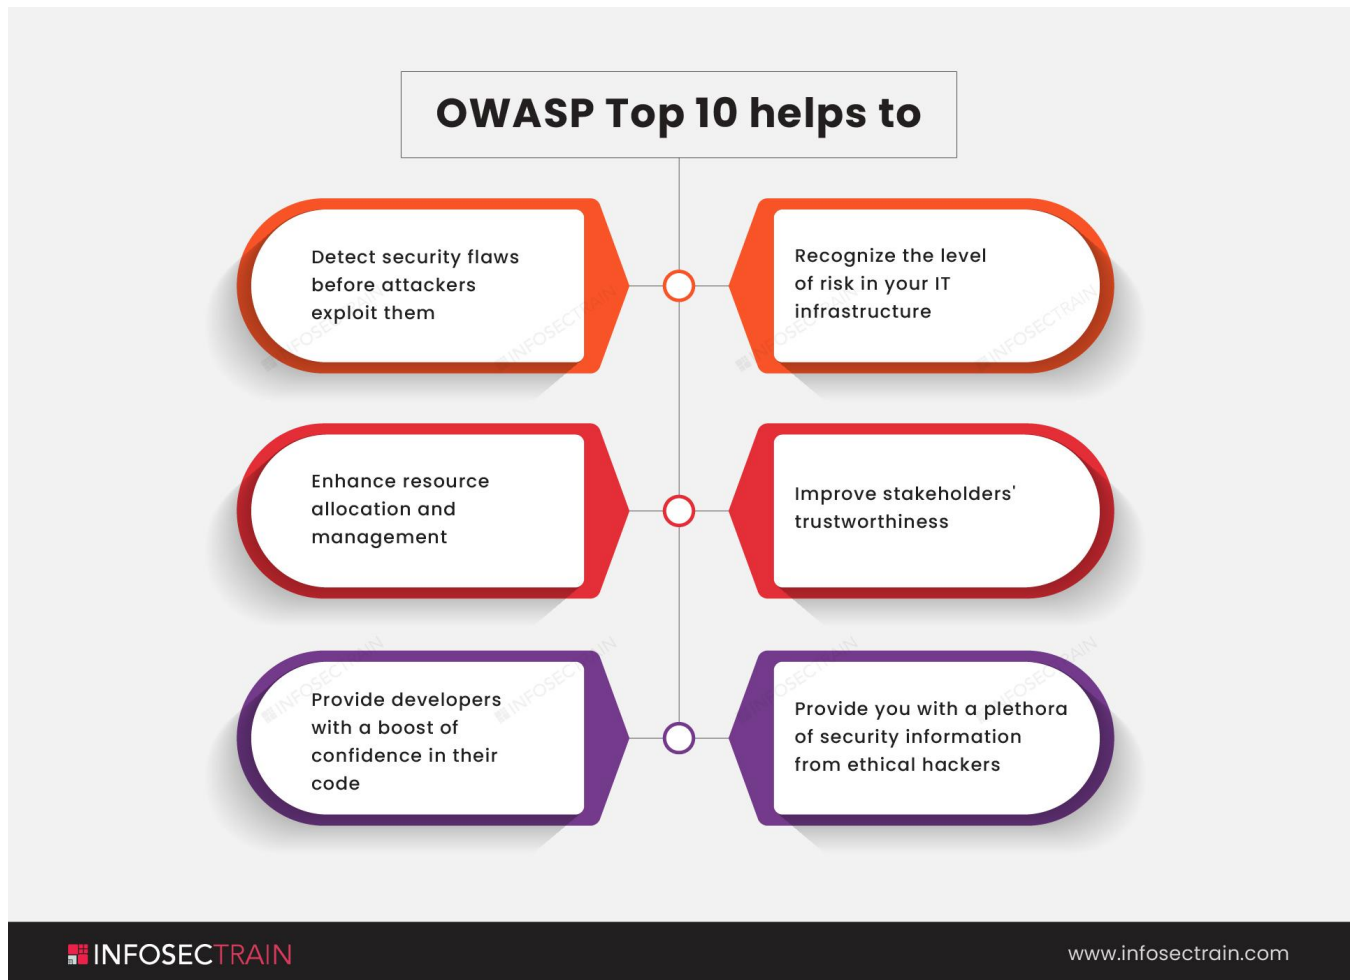 OWASP Top 10 helps to
Detect security flaws
before attackers
exploit them
Recognize the level
of risk in your IT
infrastructure
Enhance resource
allocation and
management
Improve stakeholders'
trustworthiness
Provide developers
with a boost of
confidence in their
code
Provide you with a plethora
of security information
from ethical hackers
INFOSECTRAIN
www.infosectrain.com